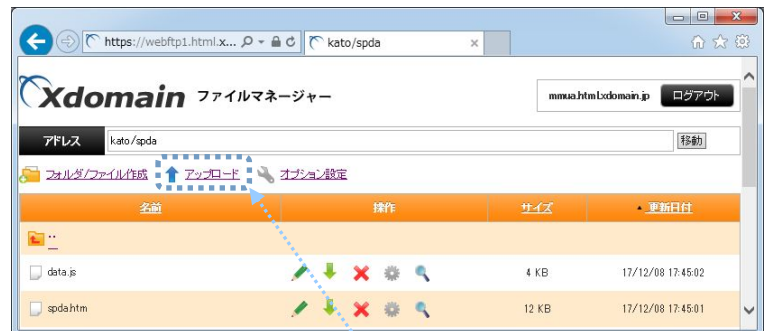 https://webftp1.html.x...
kato/spda
Xdomain ファイルマネージャー
mmua.html.xdomain.jp
ログアウト
アドレス
kato/spda
移動
フォルダ/ファイル作成
アップロード
オプション設定
名前
操作
サイズ
更新日付
..
data.js
4 KB
17/12/08 17:45:02
spda.htm
12 KB
17/12/08 17:45:01